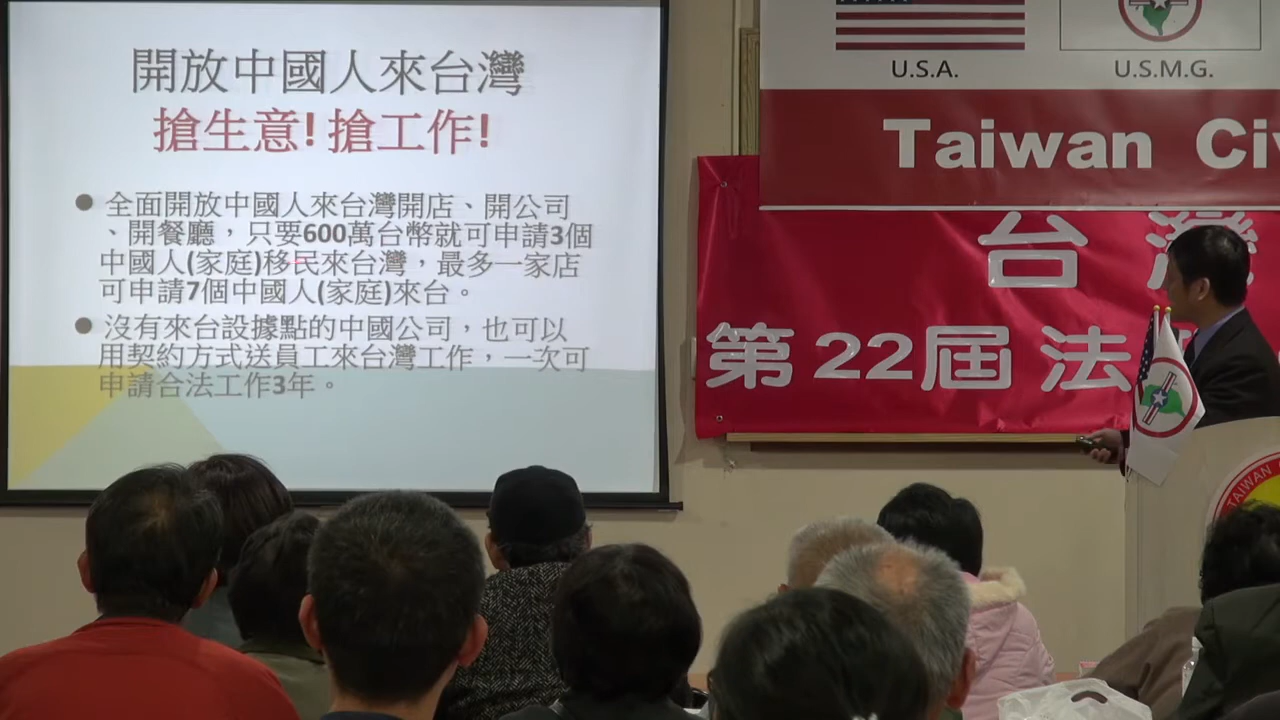 開放中國人來台灣
搶生意! 搶工作!
● 全面開放中國人來台灣開店、開公司
、開餐廳，只要600萬台幣就可申請3個
中國人(家庭)移民來台灣，最多一家店
可申請7個中國人(家庭)來台。
● 沒有來台設據點的中國公司，也可以
用契約方式送員工來台灣工作，一次可
申請合法工作3年。
U.S.A.
U.S.M.G.
Taiwan Ci
台灣
第22屆 法
TAIWAN